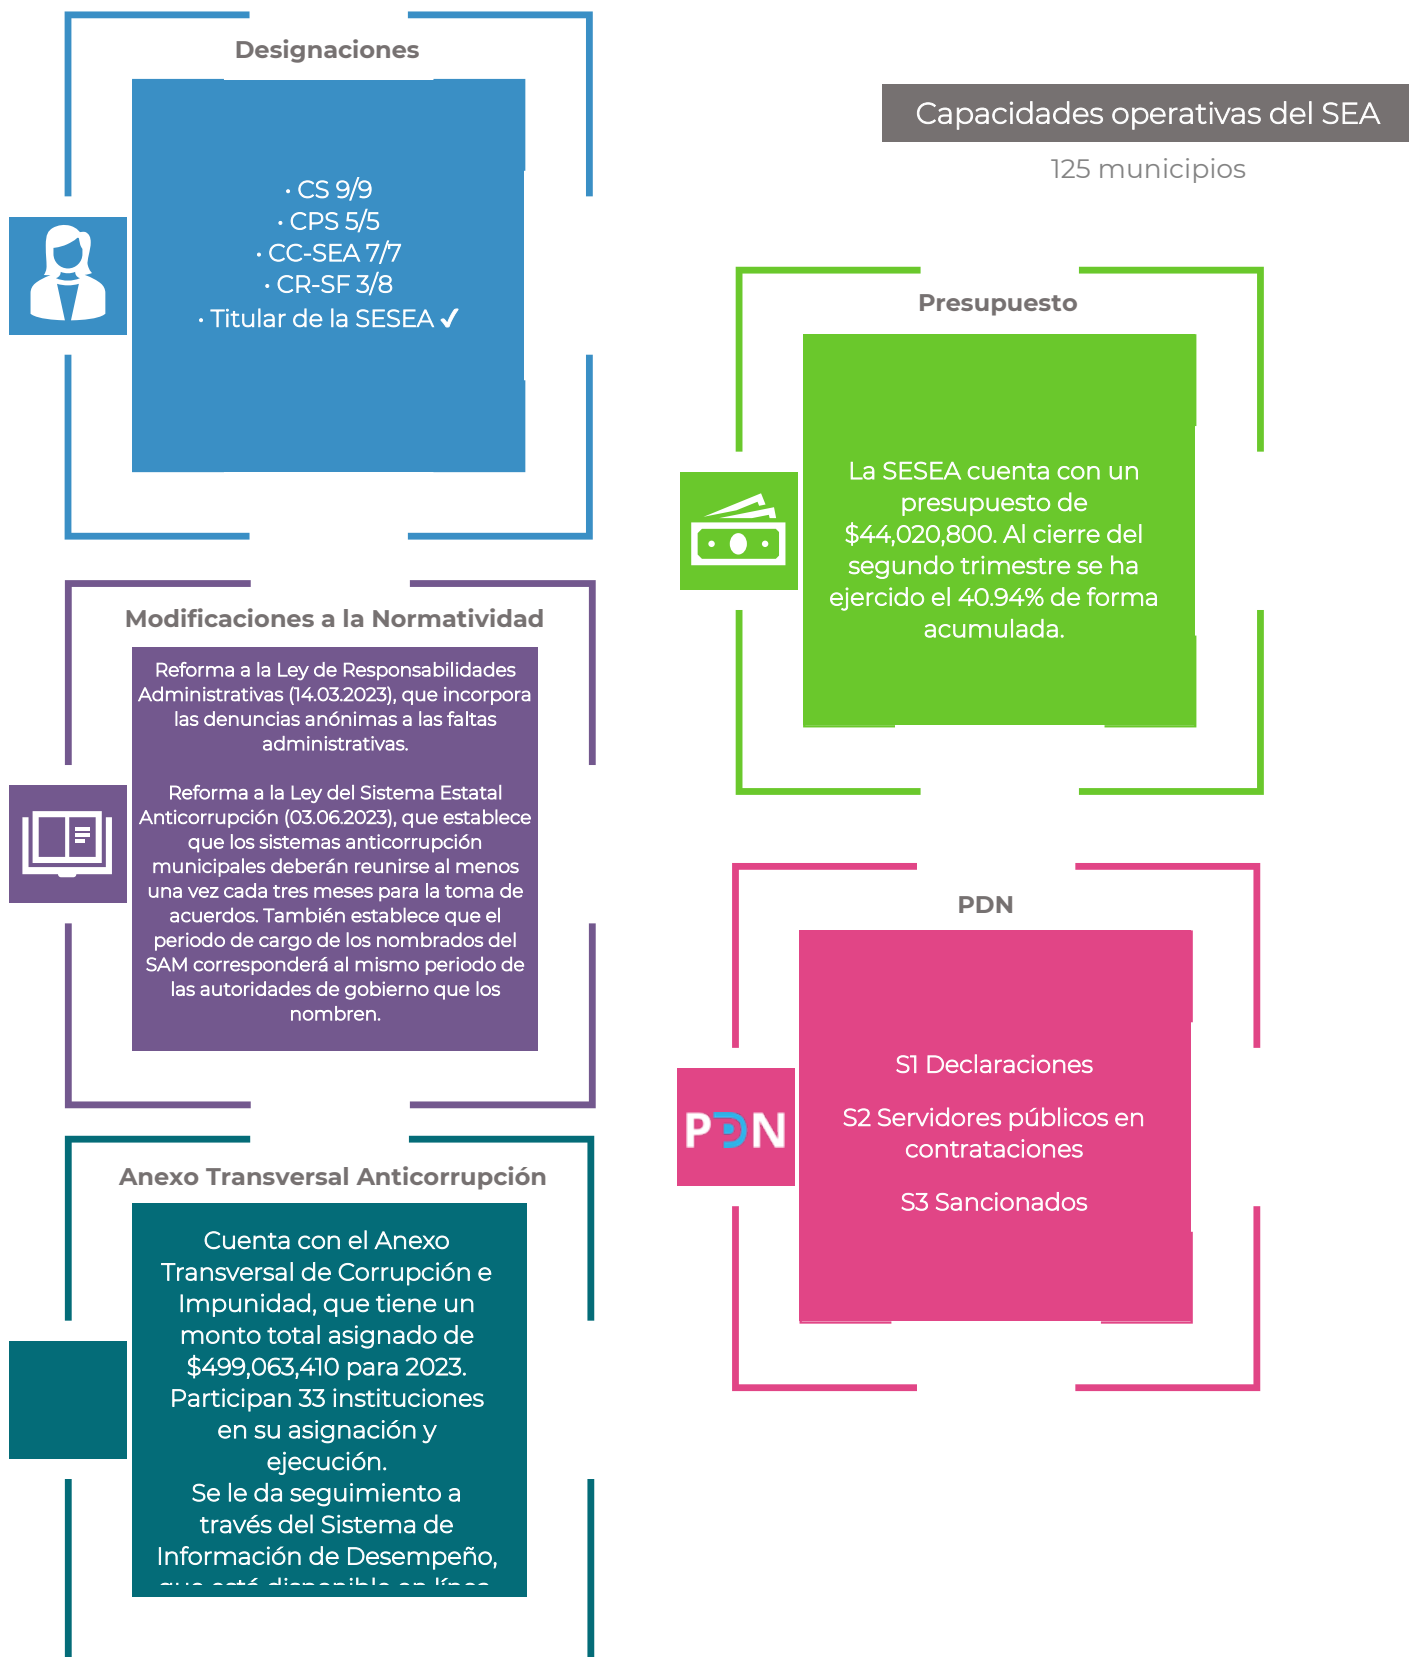 Designaciones
• CS 9/9
• CPS 5/5
• CC-SEA 7/7
• CR-SF 3/8
• Titular de la SESEA ✓
Modificaciones a la Normatividad
Reforma a la Ley de Responsabilidades
Administrativas (14.03.2023), que incorpora
las denuncias anónimas a las faltas
administrativas.
Reforma a la Ley del Sistema Estatal
Anticorrupción (03.06.2023), que establece
que los sistemas anticorrupción
municipales deberán reunirse al menos
una vez cada tres meses para la toma de
acuerdos. También establece que el
periodo de cargo de los nombrados del
SAM corresponderá al mismo periodo de
las autoridades de gobierno que los
nombren.
Anexo Transversal Anticorrupción
Cuenta con el Anexo
Transversal de Corrupción e
Impunidad, que tiene un
monto total asignado de
$499,063,410 para 2023.
Participan 33 instituciones
en su asignación y
ejecución.
Se le da seguimiento a
través del Sistema de
Información de Desempeño,
que está disponible en línea.
Capacidades operativas del SEA
125 municipios
Presupuesto
La SESEA cuenta con un
presupuesto de
$44,020,800. Al cierre del
segundo trimestre se ha
ejercido el 40.94% de forma
acumulada.
PDN
PDN
S1 Declaraciones
S2 Servidores públicos en
contrataciones
S3 Sancionados